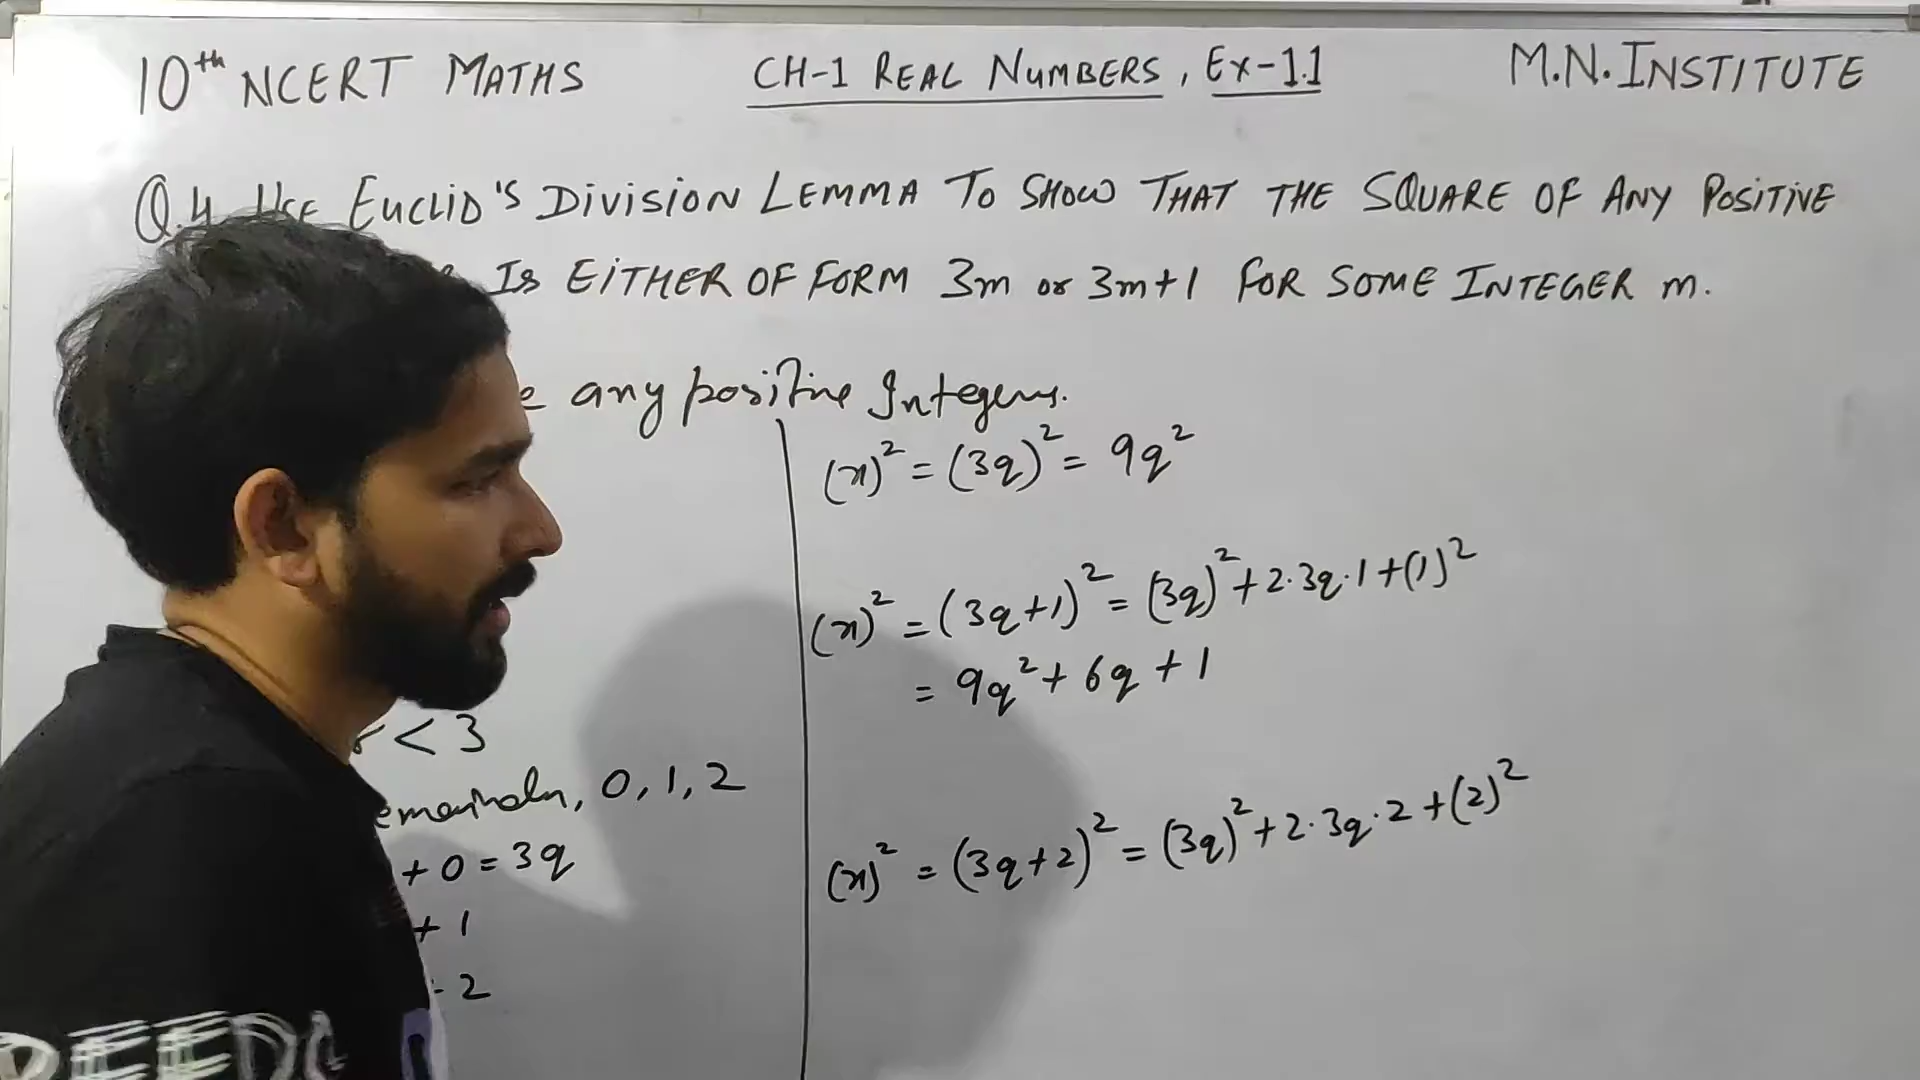 10th NCERT MATHS
CH-1 REAL NUMBERS, Ex-1.1
M.N. INSTITUTE
Q.4 USE EUCLID'S DIVISION LEMMA TO SHOW THAT THE SQUARE OF ANY POSITIVE
IS EITHER OF FORM 3m or 3m+1 FOR SOME INTEGER m.
any positive Integers.
r < 3
0, 1, 2
+ 0 = 3q
+ 1
2
(x)² = (3q)² = 9q²
(x)² = (3q+1)² = (3q)² + 2·3q·1 + (1)²
= 9q² + 6q + 1
(x)² = (3q+2)² = (3q)² + 2·3q·2 + (2)²